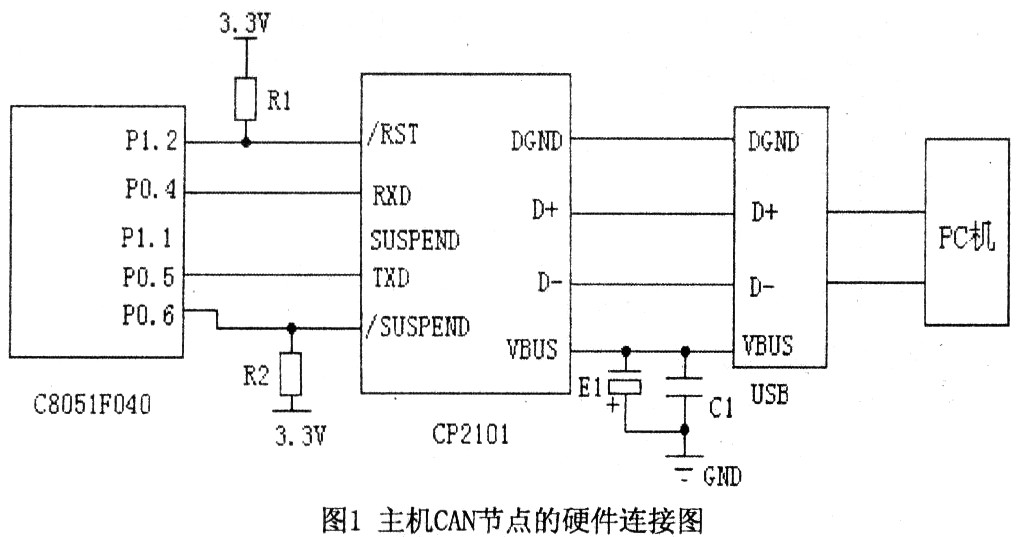 3.3V
R1
P1.2
P0.4
P1.1
P0.5
P0.6
C8051F040
R2
3.3V
/RST
RXD
SUSPEND
TXD
/SUSPEND
DGND
D+
D-
VBUS
CP2101
E1
+
C1
GND
DGND
D+
D-
VBUS
USB
PC机
图1 主机CAN节点的硬件连接图